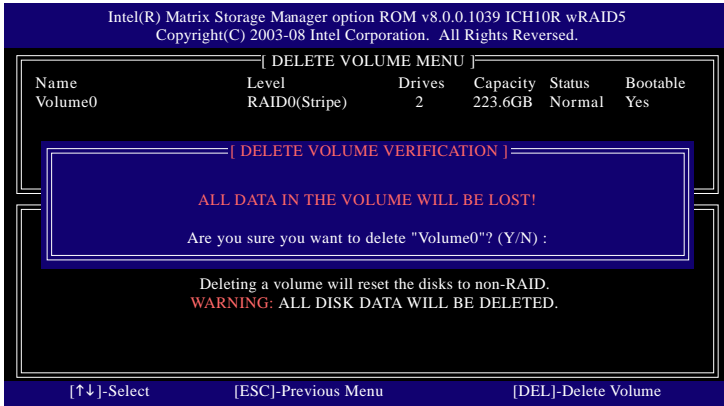 Intel(R) Matrix Storage Manager option ROM v8.0.0.1039 ICH10R wRAID5
Copyright(C) 2003-08 Intel Corporation. All Rights Reversed.
[ DELETE VOLUME MENU ]
Name Level Drives Capacity Status Bootable
Volume0 RAID0(Stripe) 2 223.6GB Normal Yes
[ DELETE VOLUME VERIFICATION ]
ALL DATA IN THE VOLUME WILL BE LOST!
Are you sure you want to delete "Volume0"? (Y/N) :
Deleting a volume will reset the disks to non-RAID.
WARNING: ALL DISK DATA WILL BE DELETED.
[↑↓]-Select [ESC]-Previous Menu [DEL]-Delete Volume